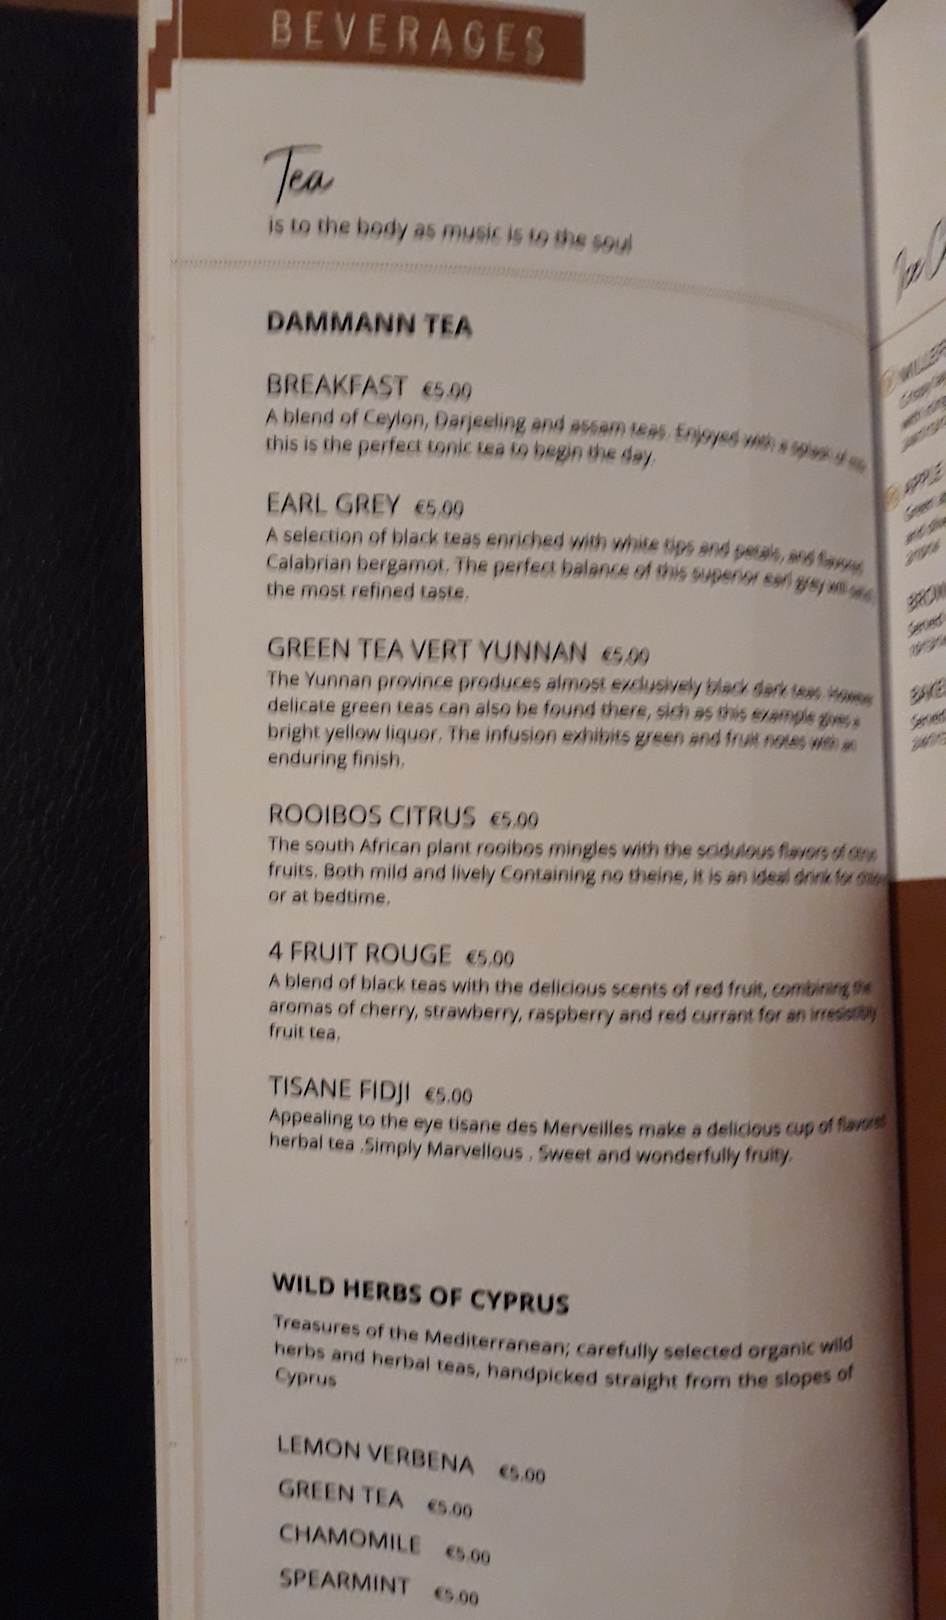 BEVERAGES
Tea
is to the body as music is to the soul
DAMMANN TEA
BREAKFAST €5.00
A blend of Ceylon, Darjeeling and assam teas. Enjoyed with a splash of
this is the perfect tonic tea to begin the day.
EARL GREY €5.00
A selection of black teas enriched with white tips and petals, and
Calabrian bergamot. The perfect balance of this superior earl grey will
the most refined taste.
GREEN TEA VERT YUNNAN €5.00
The Yunnan province produces almost exclusively black dark teas.
delicate green teas can also be found there, sich as this example gives a
bright yellow liquor. The infusion exhibits green and fruit notes with an
enduring finish.
ROOIBOS CITRUS €5.00
The south African plant rooibos mingles with the scidulous flavors of
fruits. Both mild and lively Containing no theine, it is an ideal drink for
or at bedtime.
4 FRUIT ROUGE €5.00
A blend of black teas with the delicious scents of red fruit, combining the
aromas of cherry, strawberry, raspberry and red currant for an
fruit tea.
TISANE FIDJI €5.00
Appealing to the eye tisane des Merveilles make a delicious cup of
herbal tea .Simply Marvellous . Sweet and wonderfully fruity.
WILD HERBS OF CYPRUS
Treasures of the Mediterranean; carefully selected organic wild
herbs and herbal teas, handpicked straight from the slopes of
Cyprus
LEMON VERBENA €5.00
GREEN TEA €5.00
CHAMOMILE €5.00
SPEARMINT €5.00
APPLE